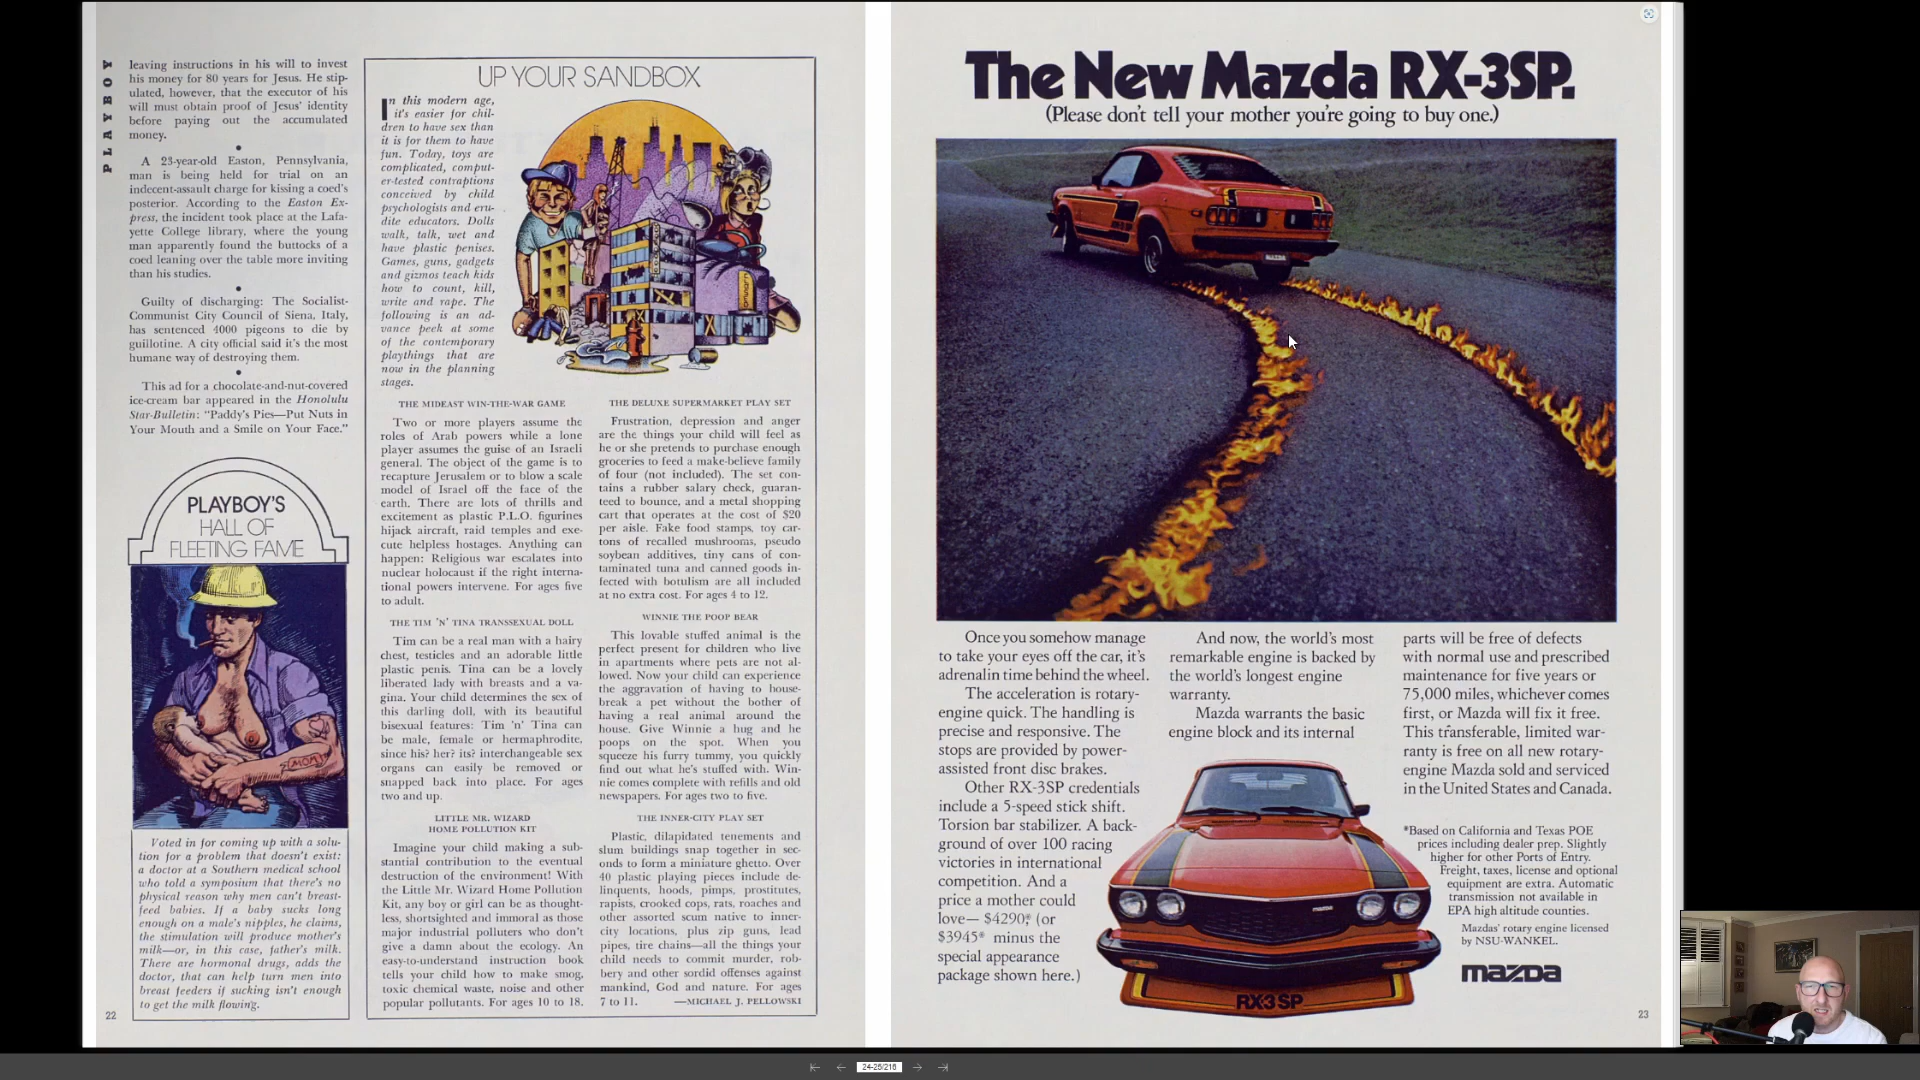 PLAYBOY
leaving instructions in his will to invest
his money for 80 years for Jesus. He stip-
ulated, however, that the executor of his
will must obtain proof of Jesus' identity
before paying out the accumulated
money.
•
A 23-year-old Easton, Pennsylvania,
man is being held for trial on an
indecent-assault charge for kissing a coed's
posterior. According to the Easton Ex-
press, the incident took place at the Lafa-
yette College library, where the young
man apparently found the buttocks of a
coed leaning over the table more inviting
than his studies.
•
Guilty of discharging: The Socialist-
Communist City Council of Siena, Italy,
has sentenced 4000 pigeons to die by
guillotine. A city official said it's the most
humane way of destroying them.
•
This ad for a chocolate-and-nut-covered
ice-cream bar appeared in the Honolulu
Star-Bulletin: "Paddy's Pies—Put Nuts in
Your Mouth and a Smile on Your Face."
PLAYBOY'S
HALL OF
FLEETING FAME
MOM
Voted in for coming up with a solu-
tion for a problem that doesn't exist:
a doctor at a Southern medical school
who told a symposium that there's no
physical reason why men can't breast-
feed babies. If a baby sucks long
enough on a male's nipples, he claims,
the stimulation will produce mother's
milk—or, in this case, father's milk.
There are hormonal drugs, adds the
doctor, that can help turn men into
breast feeders if sucking isn't enough
to get the milk flowing.
22
UP YOUR SANDBOX
In this modern age,
it's easier for chil-
dren to have sex than
it is for them to have
fun. Today, toys are
complicated, comput-
er-tested contraptions
conceived by child
psychologists and eru-
dite educators. Dolls
walk, talk, wet and
have plastic penises.
Games, guns, gadgets
and gizmos teach kids
how to count, kill,
write and rape. The
following is an ad-
vance peek at some
of the contemporary
playthings that are
now in the planning
stages.
THE MIDEAST WIN-THE-WAR GAME
Two or more players assume the
roles of Arab powers while a lone
player assumes the guise of an Israeli
general. The object of the game is to
recapture Jerusalem or to blow a scale
model of Israel off the face of the
earth. There are lots of thrills and
excitement as plastic P.L.O. figurines
hijack aircraft, raid temples and exe-
cute helpless hostages. Anything can
happen: Religious war escalates into
nuclear holocaust if the right interna-
tional powers intervene. For ages five
to adult.
THE TIM 'N' TINA TRANSSEXUAL DOLL
Tim can be a real man with a hairy
chest, testicles and an adorable little
plastic penis. Tina can be a lovely
liberated lady with breasts and a va-
gina. Your child determines the sex of
this darling doll, with its beautiful
bisexual features: Tim 'n' Tina can
be male, female or hermaphrodite,
since his? her? its? interchangeable sex
organs can easily be removed or
snapped back into place. For ages
two and up.
LITTLE MR. WIZARD
HOME POLLUTION KIT
Imagine your child making a sub-
stantial contribution to the eventual
destruction of the environment! With
the Little Mr. Wizard Home Pollution
Kit, any boy or girl can be as thought-
less, shortsighted and immoral as those
major industrial polluters who don't
give a damn about the ecology. An
easy-to-understand instruction book
tells your child how to make smog,
toxic chemical waste, noise and other
popular pollutants. For ages 10 to 18.
THE DELUXE SUPERMARKET PLAY SET
Frustration, depression and anger
are the things your child will feel as
he or she pretends to purchase enough
groceries to feed a make-believe family
of four (not included). The set con-
tains a rubber salary check, guaran-
teed to bounce, and a metal shopping
cart that operates at the cost of $20
per aisle. Fake food stamps, toy car-
tons of recalled mushrooms, pseudo
soybean additives, tiny cans of con-
taminated tuna and canned goods in-
fected with botulism are all included
at no extra cost. For ages 4 to 12.
WINNIE THE POOP BEAR
This lovable stuffed animal is the
perfect present for children who live
in apartments where pets are not al-
lowed. Now your child can experience
the aggravation of having to house-
break a pet without the bother of
having a real animal around the
house. Give Winnie a hug and he
poops on the spot. When you
squeeze his furry tummy, you quickly
find out what he's stuffed with. Win-
nie comes complete with refills and old
newspapers. For ages two to five.
THE INNER-CITY PLAY SET
Plastic, dilapidated tenements and
slum buildings snap together in sec-
onds to form a miniature ghetto. Over
40 plastic playing pieces include de-
linquents, hoods, pimps, prostitutes,
rapists, crooked cops, rats, roaches and
other assorted scum native to inner-
city locations, plus zip guns, lead
pipes, tire chains—all the things your
child needs to commit murder, rob-
bery and other sordid offenses against
mankind, God and nature. For ages
7 to 11. —MICHAEL J. PELLOWSKI
The New Mazda RX-3SP.
(Please don't tell your mother you're going to buy one.)
Once you somehow manage
to take your eyes off the car, it's
adrenalin time behind the wheel.
The acceleration is rotary-
engine quick. The handling is
precise and responsive. The
stops are provided by power-
assisted front disc brakes.
Other RX-3SP credentials
include a 5-speed stick shift.
Torsion bar stabilizer. A back-
ground of over 100 racing
victories in international
competition. And a
price a mother could
love— $4290* (or
$3945* minus the
special appearance
package shown here.)
And now, the world's most
remarkable engine is backed by
the world's longest engine
warranty.
Mazda warrants the basic
engine block and its internal
parts will be free of defects
with normal use and prescribed
maintenance for five years or
75,000 miles, whichever comes
first, or Mazda will fix it free.
This transferable, limited war-
ranty is free on all new rotary-
engine Mazda sold and serviced
in the United States and Canada.
*Based on California and Texas POE
prices including dealer prep. Slightly
higher for other Ports of Entry.
Freight, taxes, license and optional
equipment are extra. Automatic
transmission not available in
EPA high altitude counties.
Mazdas' rotary engine licensed
by NSU-WANKEL.
mazda
RX-3 SP
23
24-25/216